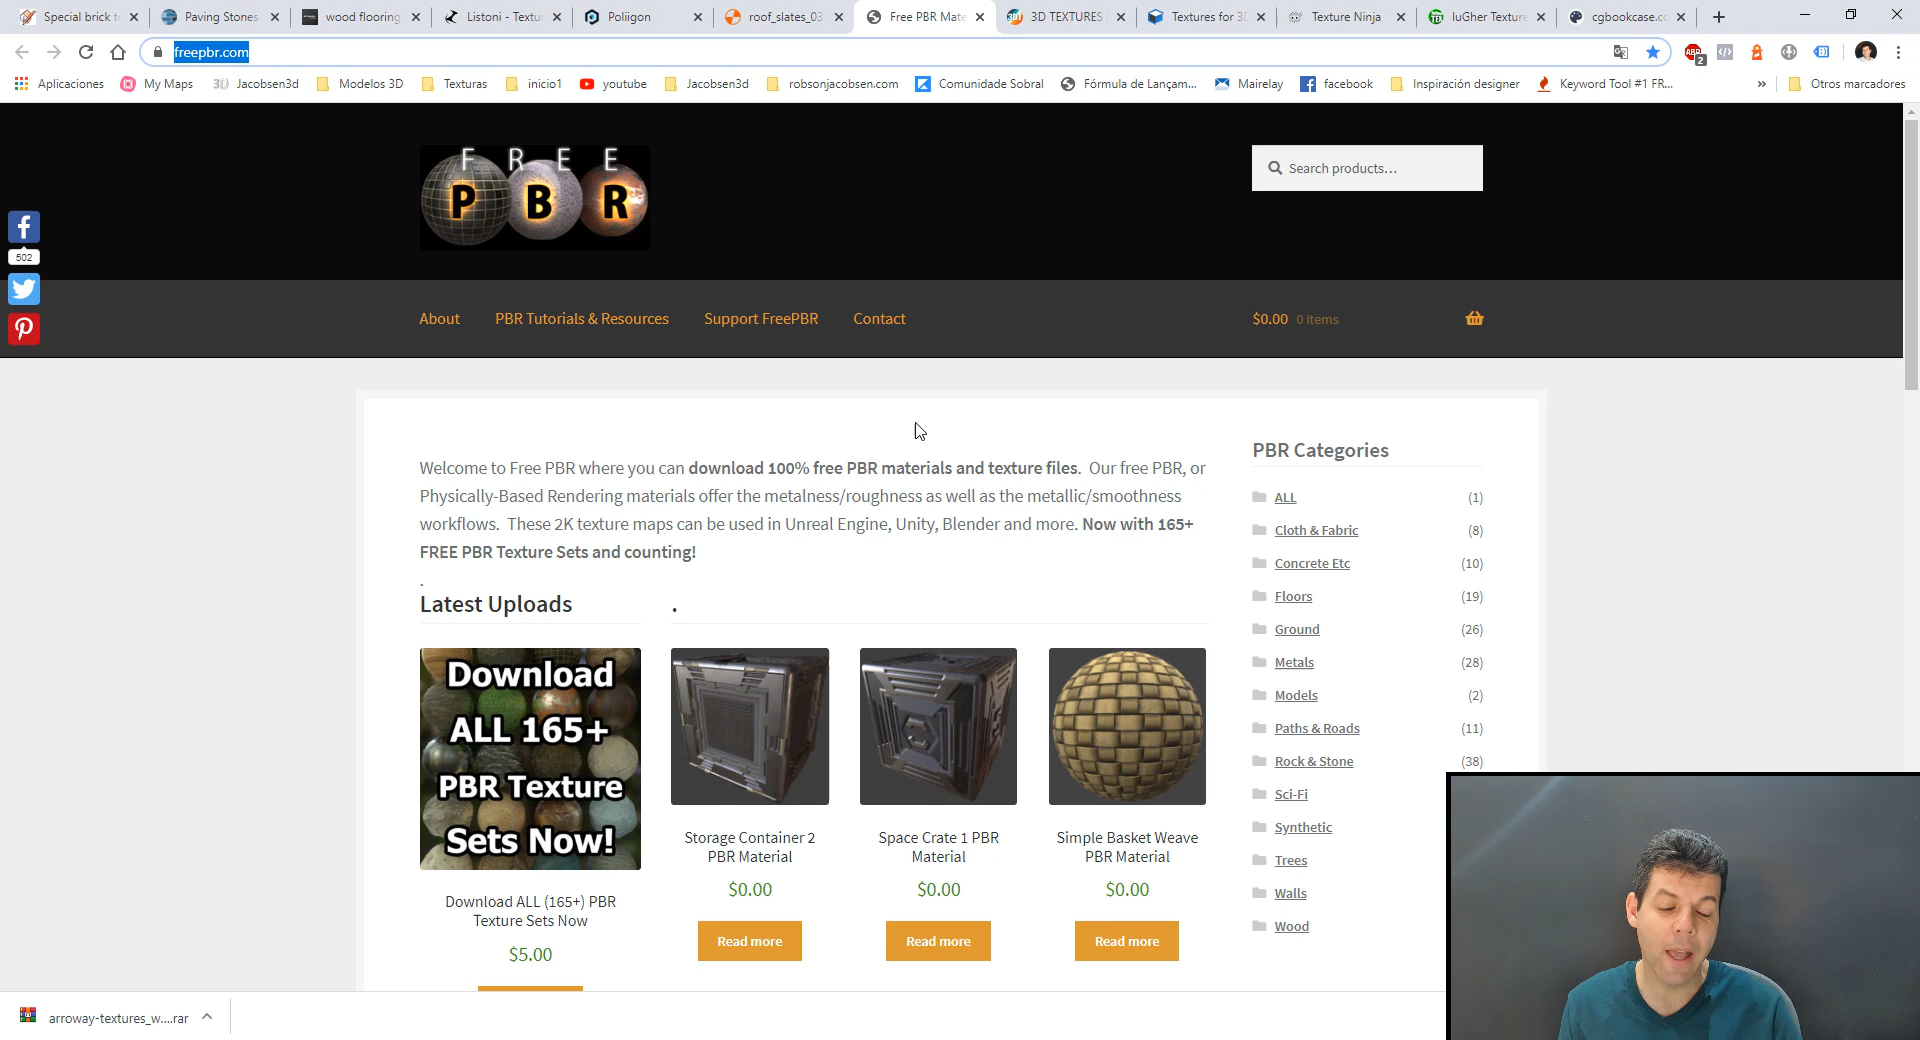 Special brick t
Paving Stones
wood flooring
Listoni - Textu
Poliigon
roof_slates_03
Free PBR Mate
3D TEXTURES
Textures for 3
Texture Ninja
luGher Texture
cgbookcase.c
freepbr.com
Aplicaciones
My Maps
Jacobsen3d
Modelos 3D
Texturas
inicio1
youtube
Jacobsen3d
robsonjacobsen.com
Comunidade Sobral
Fórmula de Lançam...
Mairelay
facebook
Inspiración designer
Keyword Tool #1 FR...
»
Otros marcadores
FREE
PBR
Search products...
502
About
PBR Tutorials & Resources
Support FreePBR
Contact
$0.00 0 items
Welcome to Free PBR where you can download 100% free PBR materials and texture files. Our free PBR, or
Physically-Based Rendering materials offer the metalness/roughness as well as the metallic/smoothness
workflows. These 2K texture maps can be used in Unreal Engine, Unity, Blender and more. Now with 165+
FREE PBR Texture Sets and counting!
.
Latest Uploads
.
Download
ALL 165+
PBR Texture
Sets Now!
Download ALL (165+) PBR
Texture Sets Now
$5.00
Storage Container 2
PBR Material
$0.00
Read more
Space Crate 1 PBR
Material
$0.00
Read more
Simple Basket Weave
PBR Material
$0.00
Read more
PBR Categories
ALL (1)
Cloth & Fabric (8)
Concrete Etc (10)
Floors (19)
Ground (26)
Metals (28)
Models (2)
Paths & Roads (11)
Rock & Stone (38)
Sci-Fi
Synthetic
Trees
Walls
Wood
arroway-textures_w....rar